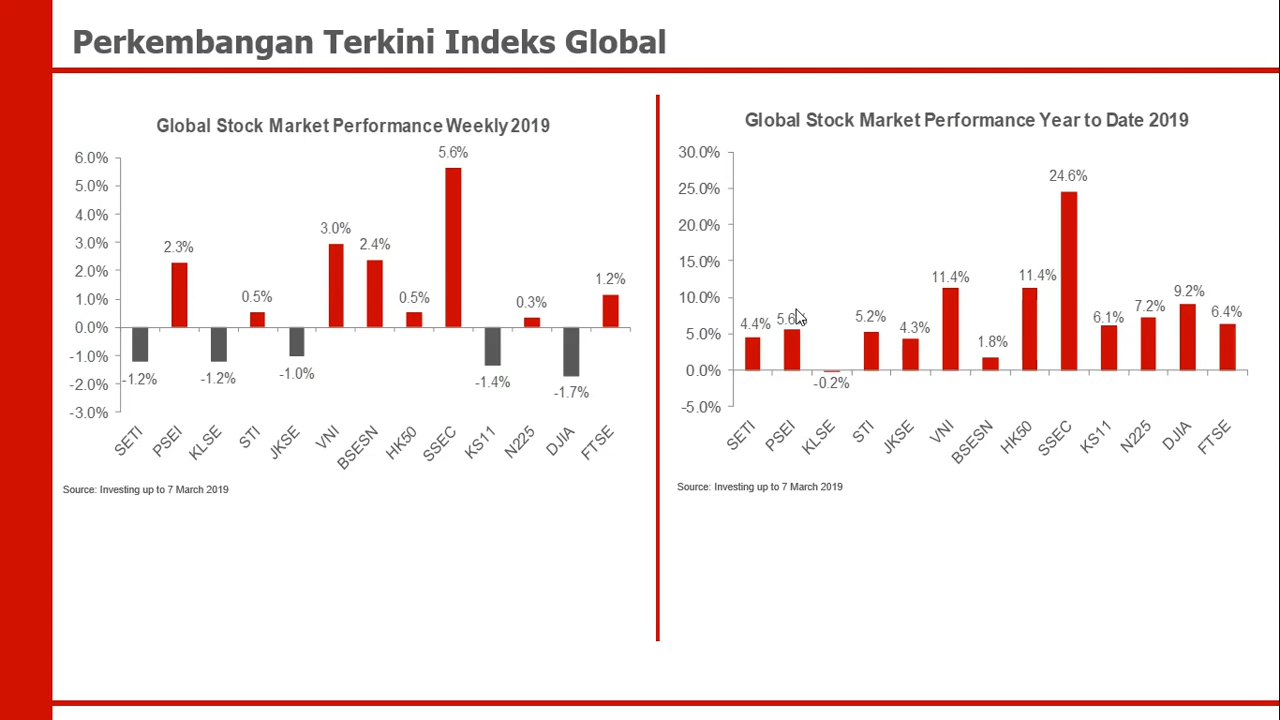 Perkembangan Terkini Indeks Global
Global Stock Market Performance Weekly 2019
6.0%
5.0%
4.0%
3.0%
2.0%
1.0%
0.0%
-1.0%
-2.0%
-3.0%
-1.2%
2.3%
-1.2%
0.5%
-1.0%
3.0%
2.4%
0.5%
5.6%
-1.4%
0.3%
-1.7%
1.2%
SETI
PSEI
KLSE
STI
JKSE
VNI
BSESN
HK50
SSEC
KS11
N225
DJIA
FTSE
Source: Investing up to 7 March 2019
Global Stock Market Performance Year to Date 2019
30.0%
25.0%
20.0%
15.0%
10.0%
5.0%
0.0%
-5.0%
4.4%
5.6%
-0.2%
5.2%
4.3%
11.4%
1.8%
11.4%
24.6%
6.1%
7.2%
9.2%
6.4%
SETI
PSEI
KLSE
STI
JKSE
VNI
BSESN
HK50
SSEC
KS11
N225
DJIA
FTSE
Source: Investing up to 7 March 2019